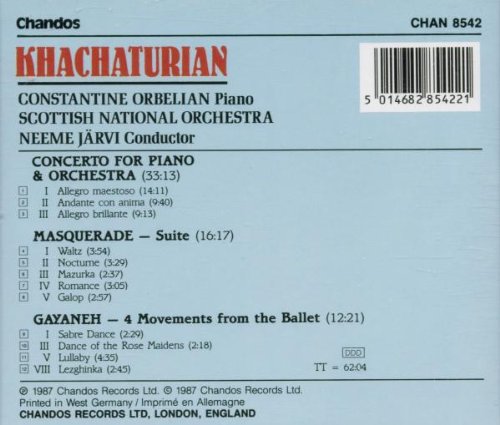 Chandos CHAN 8542
KHACHATURIAN
CONSTANTINE ORBELIAN Piano
SCOTTISH NATIONAL ORCHESTRA
NEEME JÄRVI Conductor
5 014682 854221
CONCERTO FOR PIANO
& ORCHESTRA (33:13)
1 I Allegro maestoso (14:11)
2 II Andante con anima (9:40)
3 III Allegro brillante (9:13)
MASQUERADE — Suite (16:17)
4 I Waltz (3:54)
5 II Nocturne (3:29)
6 III Mazurka (2:37)
7 IV Romance (3:05)
8 V Galop (2:57)
GAYANEH — 4 Movements from the Ballet (12:21)
9 I Sabre Dance (2:29)
10 III Dance of the Rose Maidens (2:18)
11 V Lullaby (4:35)
12 VIII Lezghinka (2:45)
DDD
TT = 62:04
℗ 1987 Chandos Records Ltd. © 1987 Chandos Records Ltd.
Printed in West Germany / Imprimé en Allemagne
CHANDOS RECORDS LTD, LONDON, ENGLAND